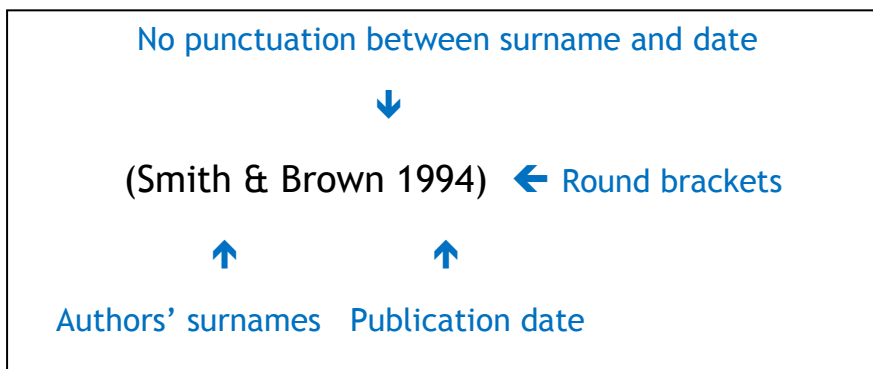 No punctuation between surname and date
(Smith & Brown 1994) Round brackets
Authors’ surnames Publication date